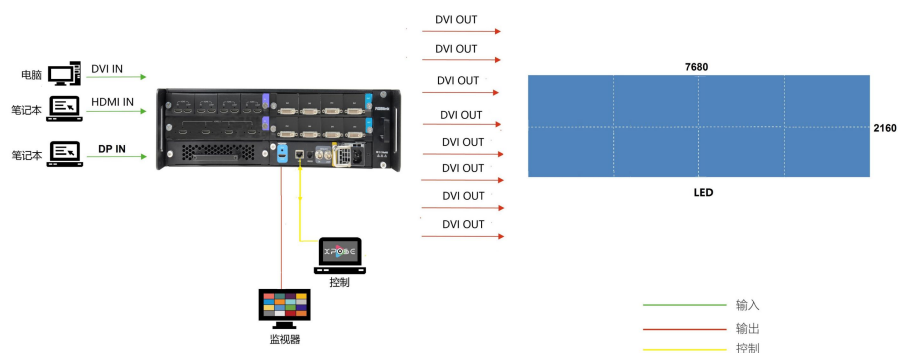 DVI OUT
DVI OUT
DVI OUT
DVI OUT
DVI OUT
DVI OUT
DVI OUT
DVI OUT
电脑
DVI IN
笔记本
HDMI IN
笔记本
DP IN
7680
2160
LED
XPOSE
控制
监视器
输入
输出
控制